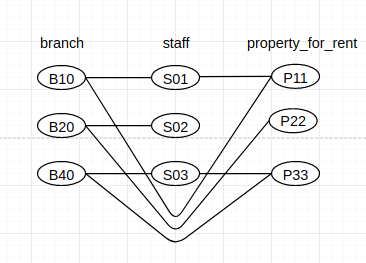 branch staff property_for_rent
B10 S01 P11
B20 S02 P22
B40 S03 P33